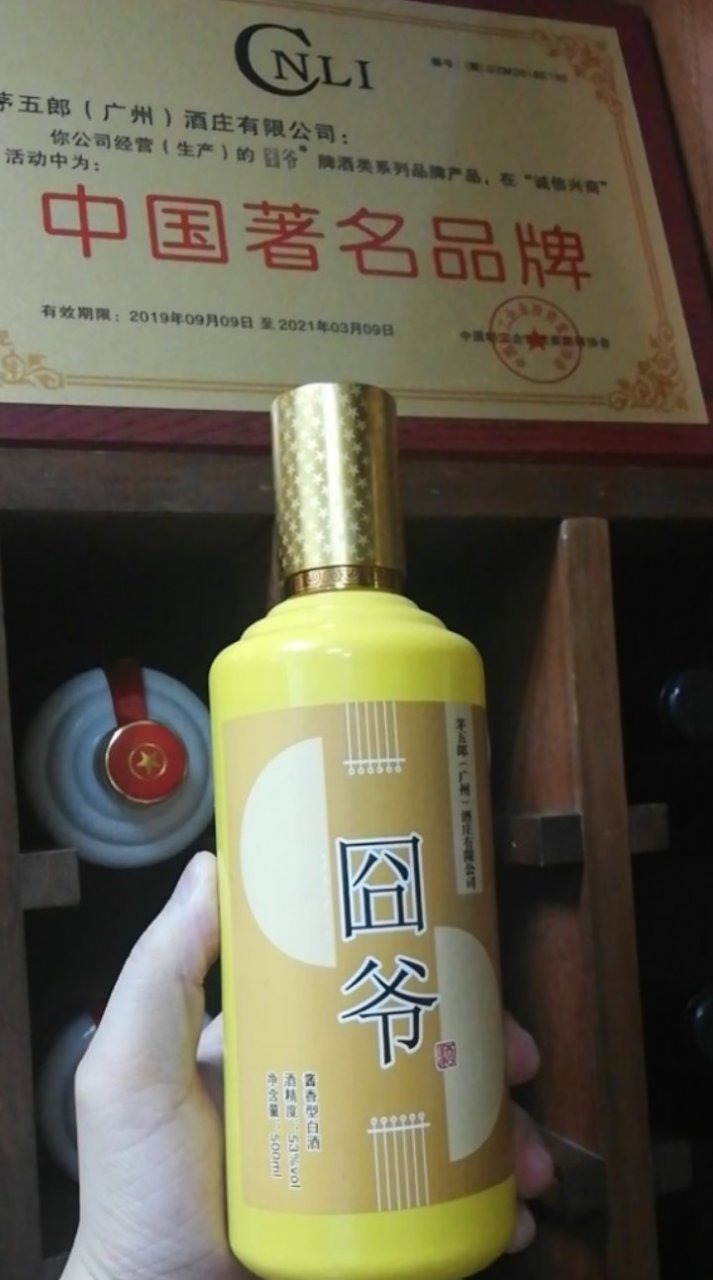 CNLI
茅五郎（广州）酒庄有限公司：
你公司经营（生产）的 囧爷® 牌酒类系列品牌产品，在“诚信兴商”
活动中为：
中国著名品牌
有效期限：2019年09月09日 至 2021年03月09日
茅五郎（广州）酒庄有限公司
囧爷
酱香型白酒
酒精度：53%vol
净含量：500ml